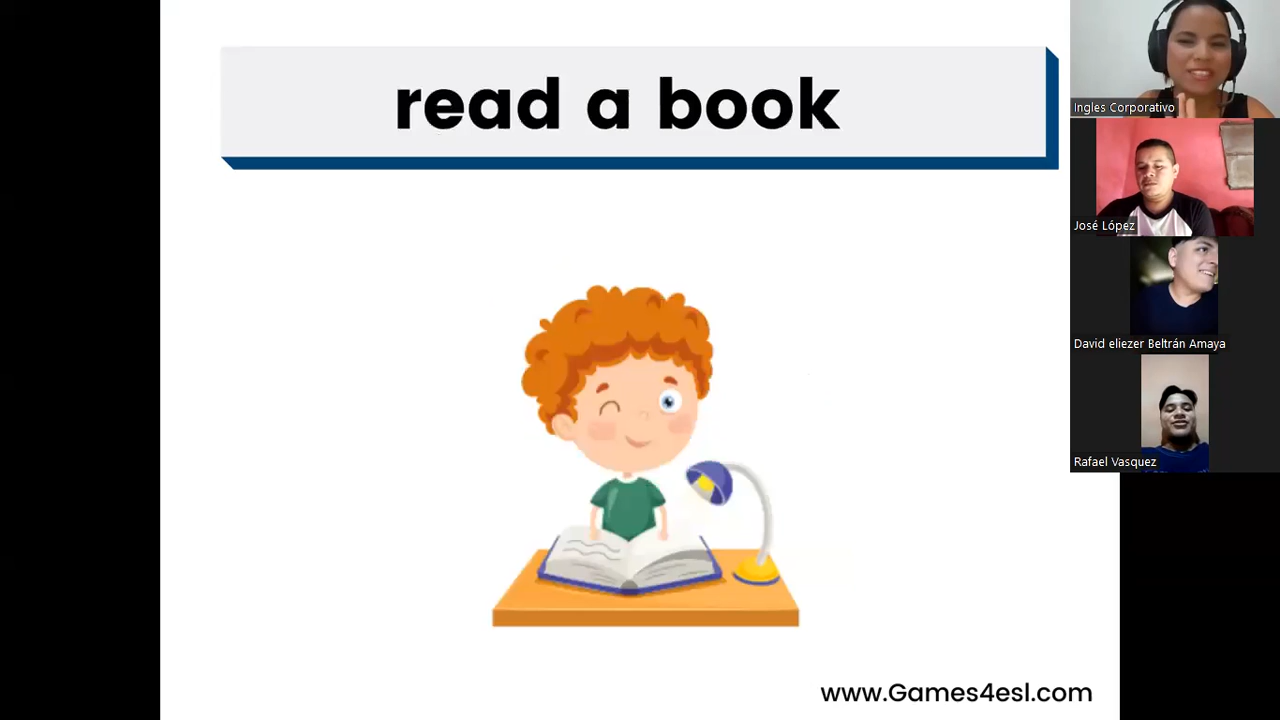 read a book
Ingles Corporativo
José López
David eliezer Beltrán Amaya
Rafael Vasquez
www.Games4esl.com